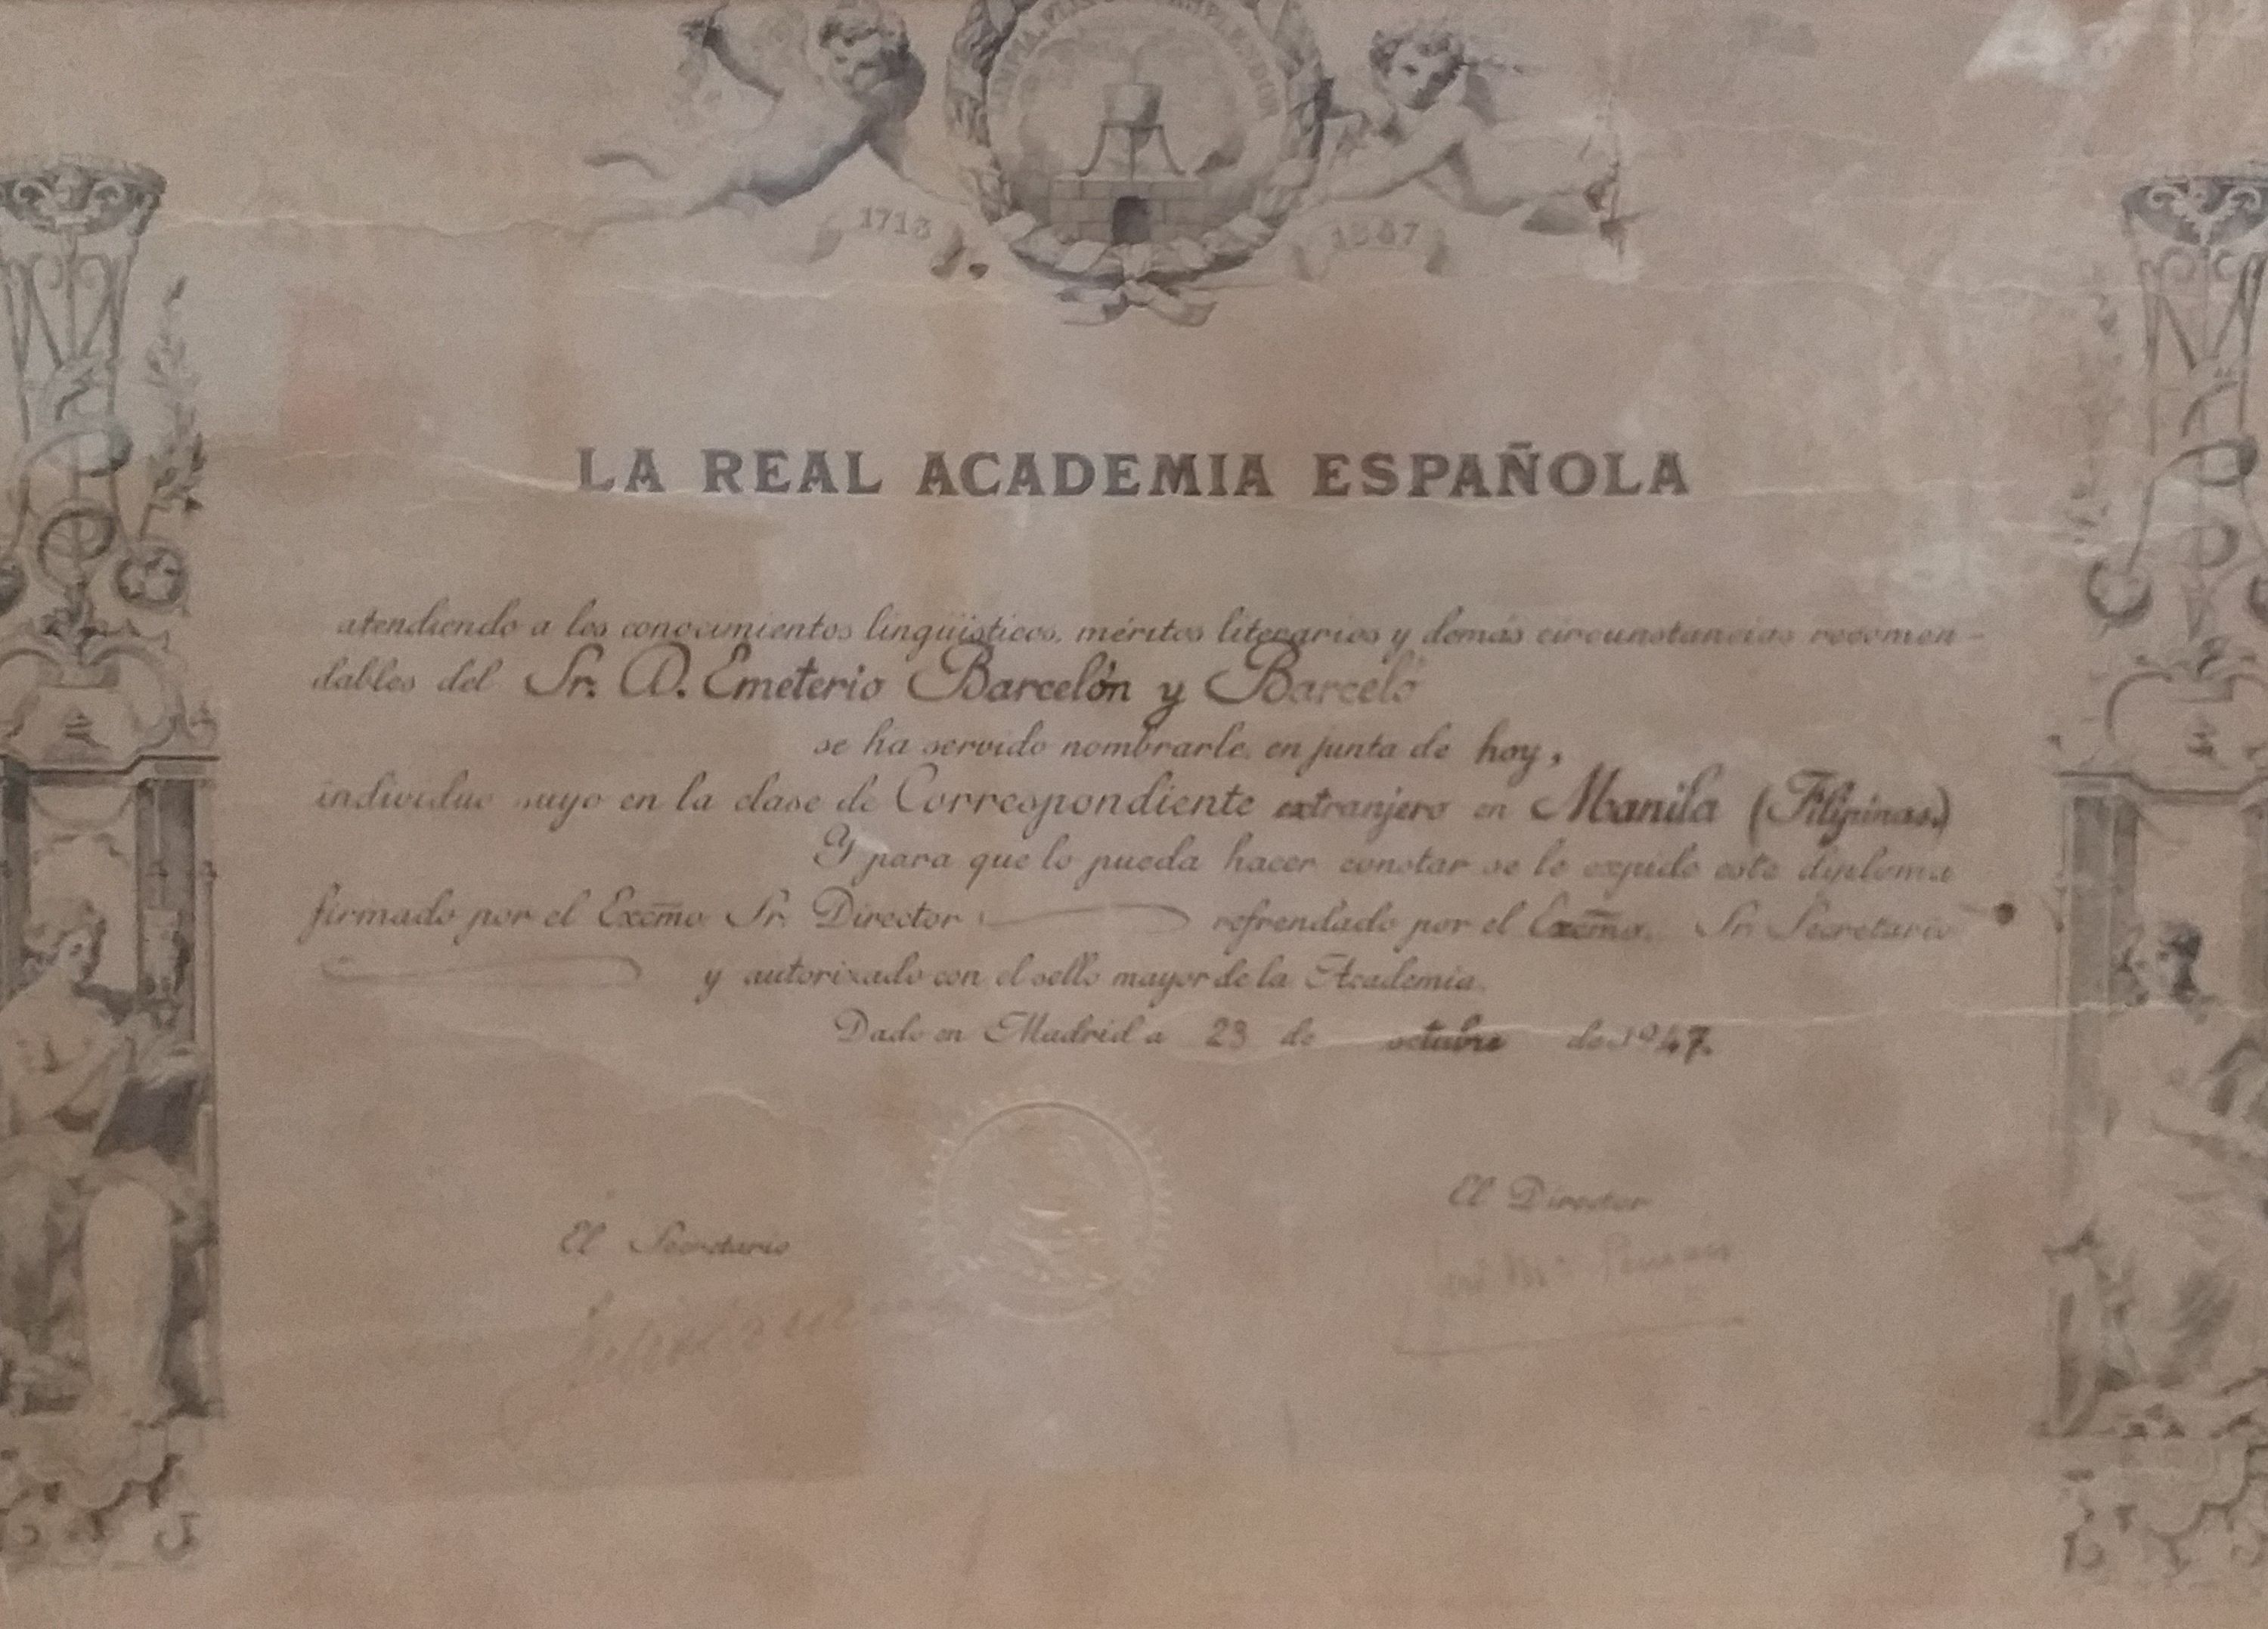 1713
1847
LA REAL ACADEMIA ESPAÑOLA
atendiendo a los conocimientos lingüísticos, méritos literarios y demás circunstancias recomen-
dables del Sr. D. Emeterio Barcelón y Barceló
se ha servido nombrarle, en junta de hoy,
individuo suyo en la clase de Correspondiente extranjero en Manila (Filipinas.)
Y para que lo pueda hacer constar se le expide este diploma
firmado por el Excmo. Sr. Director refrendado por el Excmo. Sr. Secretario
y autorizado con el sello mayor de la Academia.
Dado en Madrid a 23 de octubre de 1947.
El Director
El Secretario